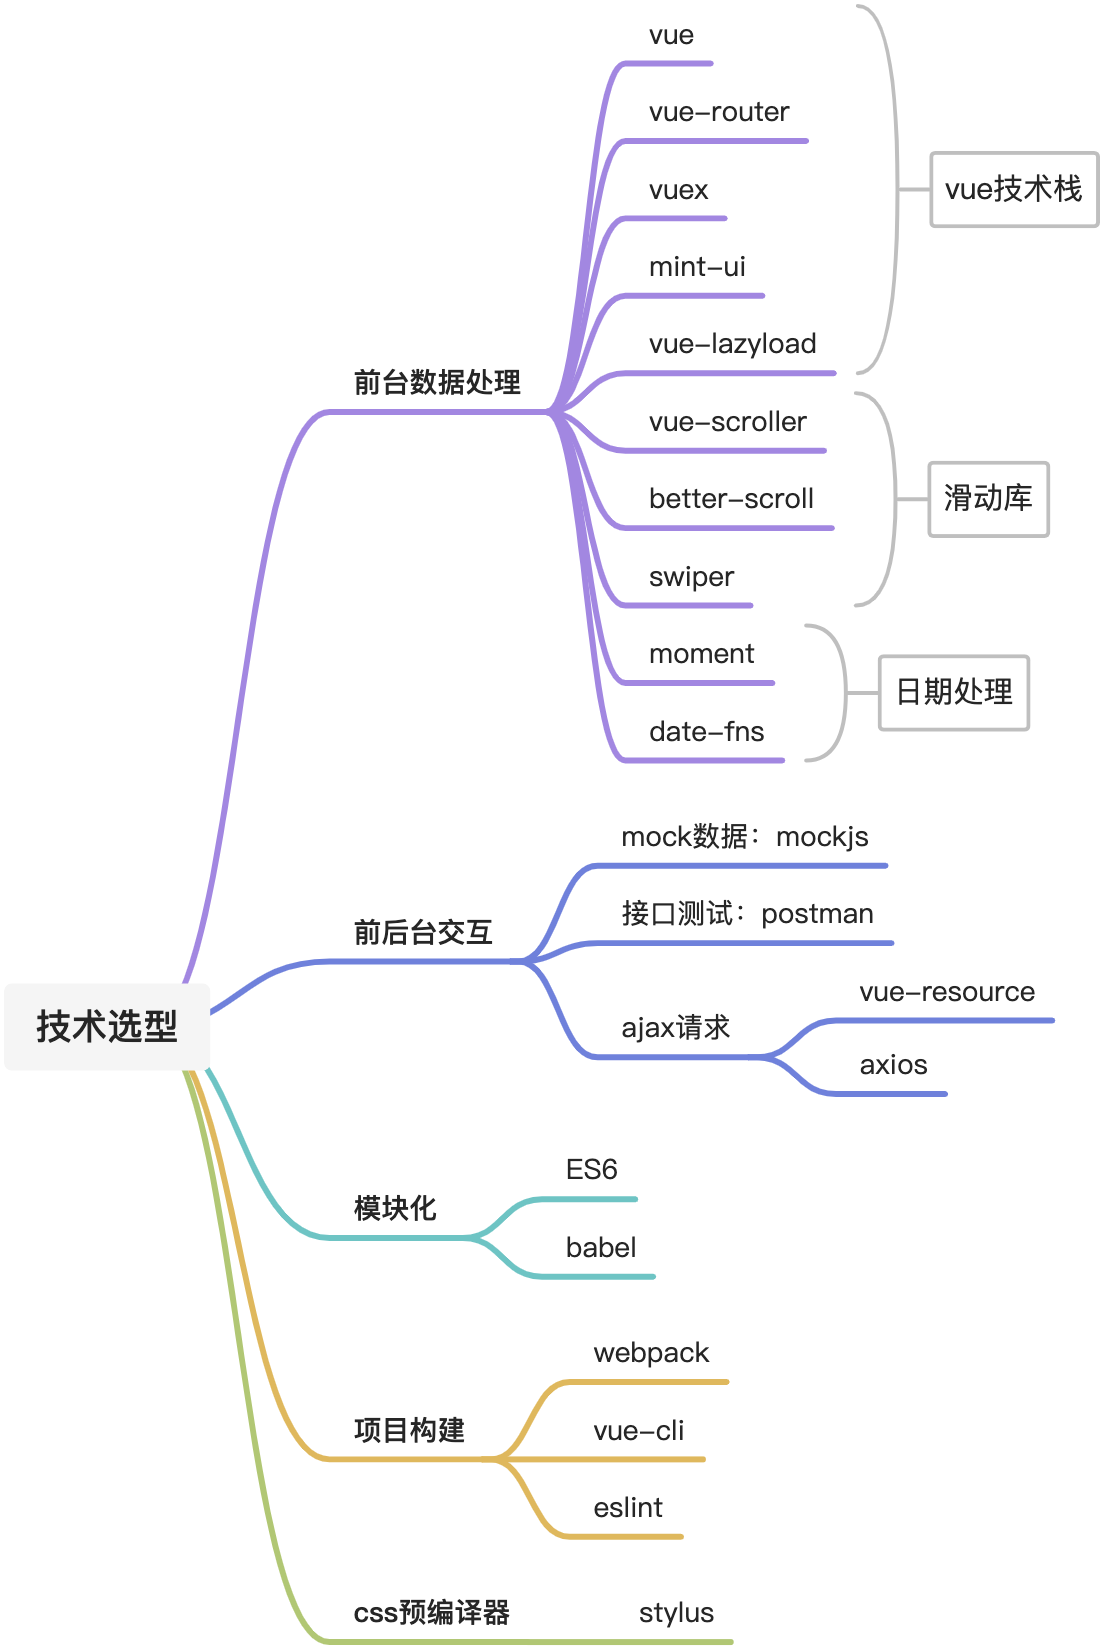 技术选型
前台数据处理
vue
vue-router
vuex
mint-ui
vue-lazyload
vue技术栈
vue-scroller
better-scroll
swiper
滑动库
moment
date-fns
日期处理
前后台交互
mock数据：mockjs
接口测试：postman
ajax请求
vue-resource
axios
模块化
ES6
babel
项目构建
webpack
vue-cli
eslint
css预编译器
stylus